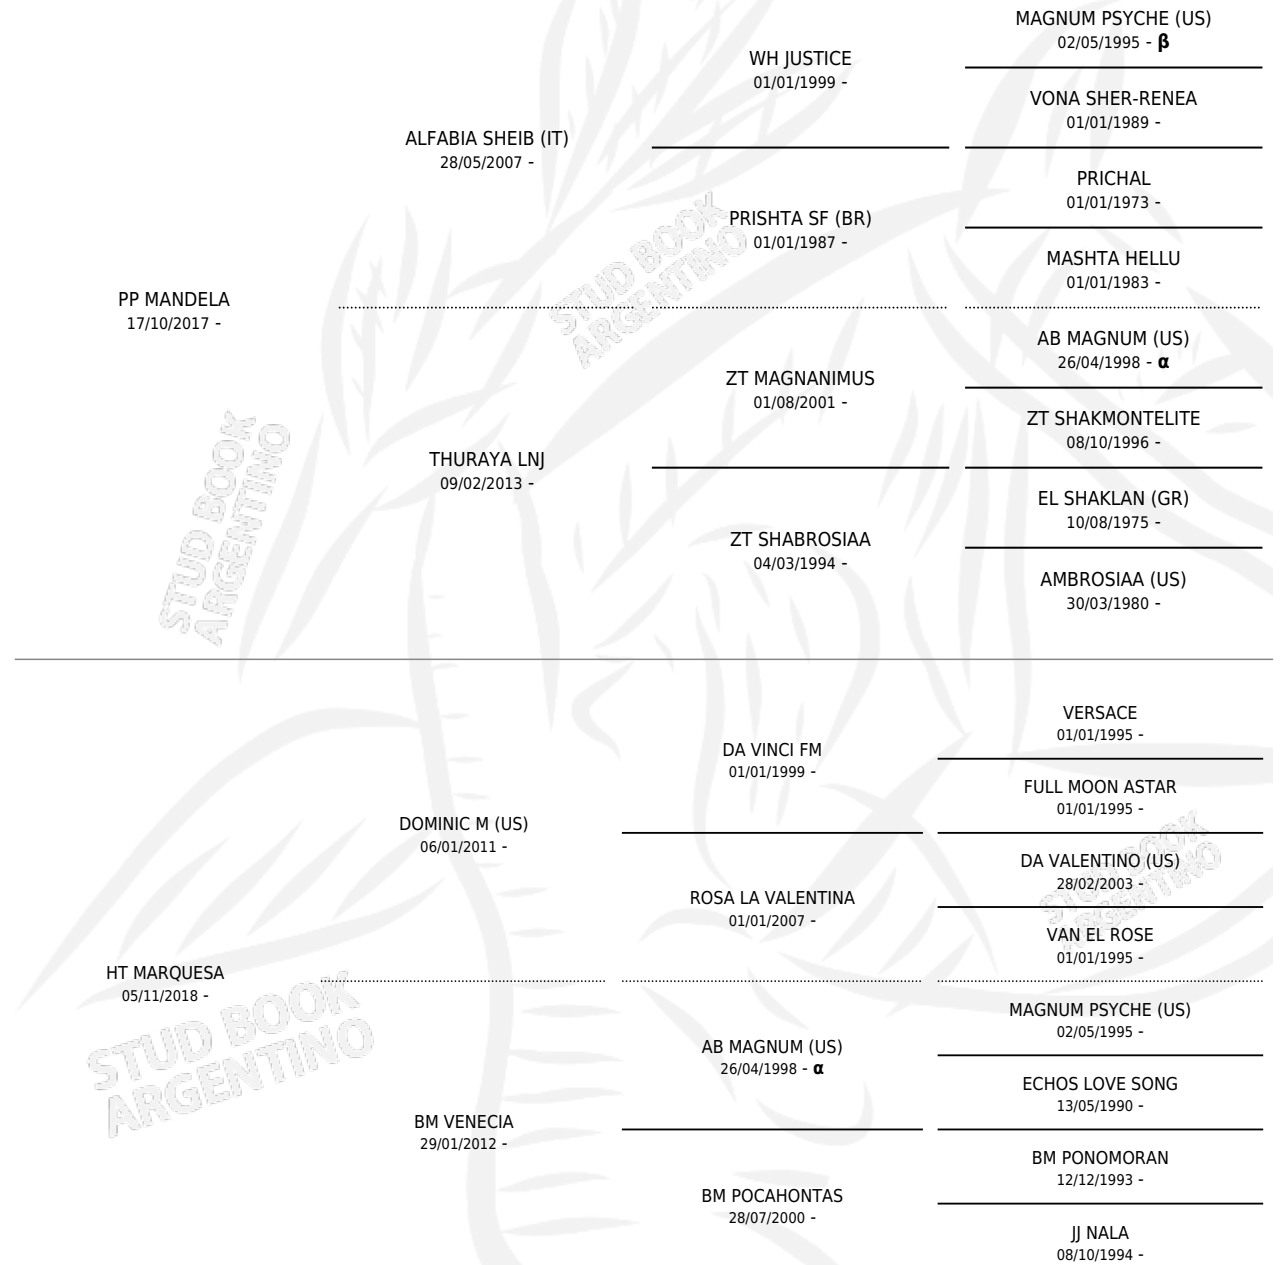 MAGNUM PSYCHE (US)
02/05/1995 - β
WH JUSTICE
01/01/1999 -
VONA SHER-RENEA
01/01/1989 -
ALFABIA SHEIB (IT)
28/05/2007 -
PRICHAL
01/01/1973 -
PRISHTA SF (BR)
01/01/1987 -
MASHTA HELLU
01/01/1983 -
PP MANDELA
17/10/2017 -
AB MAGNUM (US)
26/04/1998 - α
ZT MAGNANIMUS
01/08/2001 -
ZT SHAKMONTELITE
08/10/1996 -
THURAYA LNJ
09/02/2013 -
EL SHAKLAN (GR)
10/08/1975 -
ZT SHABROSIAA
04/03/1994 -
AMBROSIAA (US)
30/03/1980 -
VERSACE
01/01/1995 -
DA VINCI FM
01/01/1999 -
FULL MOON ASTAR
01/01/1995 -
DOMINIC M (US)
06/01/2011 -
DA VALENTINO (US)
28/02/2003 -
ROSA LA VALENTINA
01/01/2007 -
VAN EL ROSE
01/01/1995 -
HT MARQUESA
05/11/2018 -
MAGNUM PSYCHE (US)
02/05/1995 -
AB MAGNUM (US)
26/04/1998 - α
ECHOS LOVE SONG
13/05/1990 -
BM VENECIA
29/01/2012 -
BM PONOMORAN
12/12/1993 -
BM POCAHONTAS
28/07/2000 -
JJ NALA
08/10/1994 -
STUD BOOK
ARGENTINO
STUD BOOK
ARGENTINO
STUD BOOK
ARGENTINO
STUD BOOK
ARGENTINO